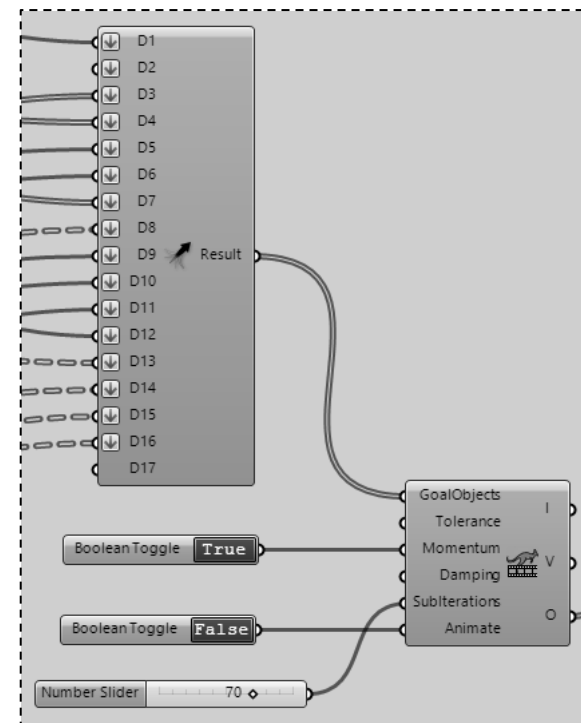 D1
D2
D3
D4
D5
D6
D7
D8
D9 Result
D10
D11
D12
D13
D14
D15
D16
D17
GoalObjects
I
Tolerance
Boolean Toggle True
Momentum
V
Damping
SubIterations
O
Boolean Toggle False
Animate
Number Slider 70